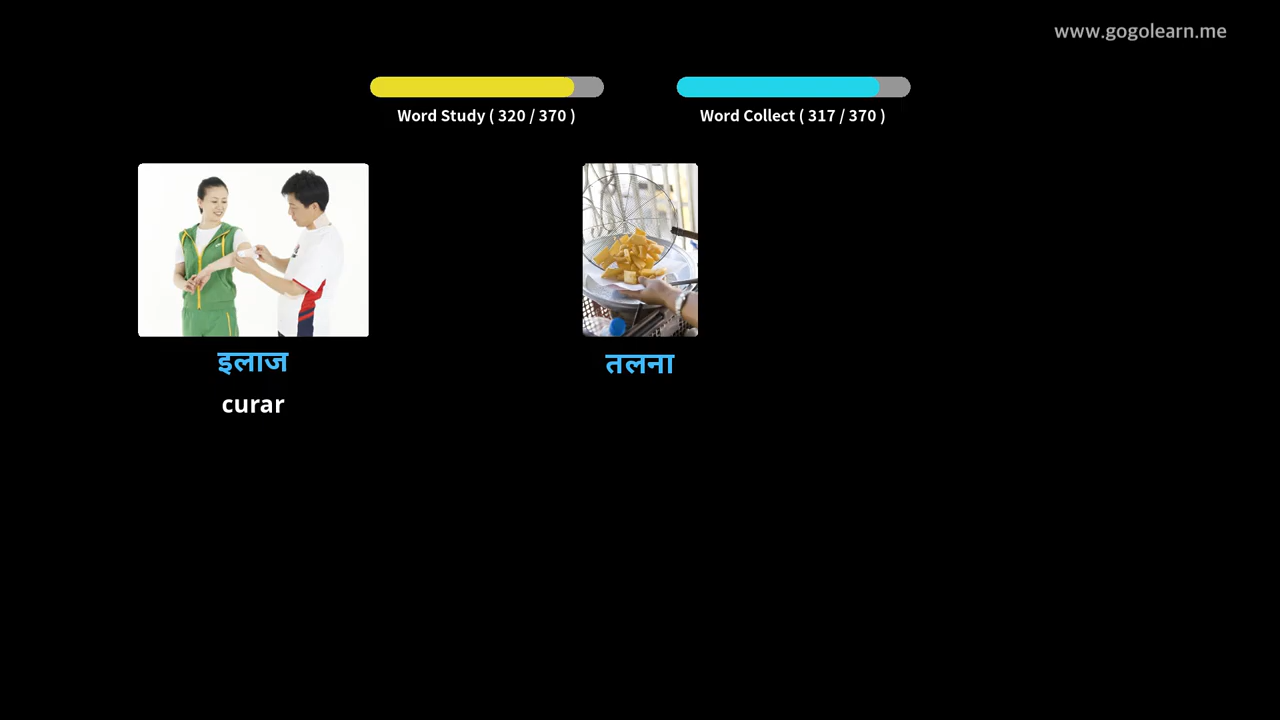 www.gogolearn.me
Word Study ( 320 / 370 )
Word Collect ( 317 / 370 )
इलाज
तलना
curar